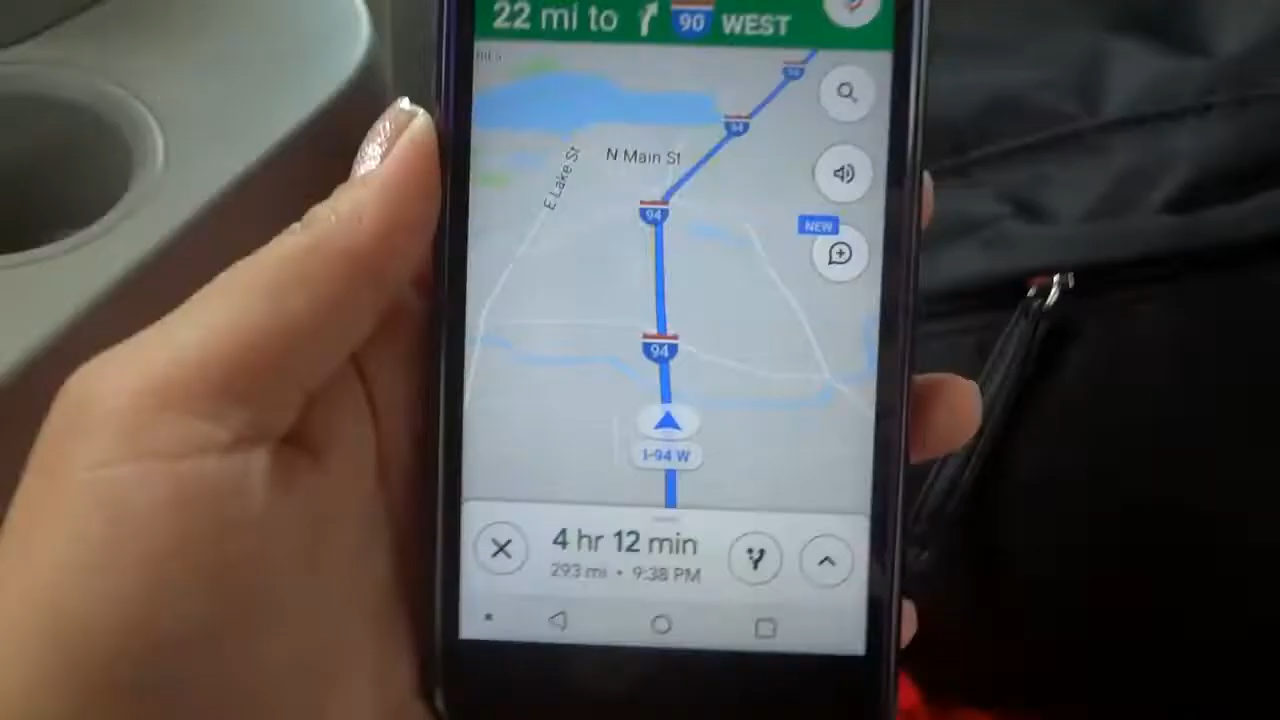 22 mi to 90 WEST
94
N Main St
E Lake St
94
NEW
94
I-94 W
4 hr 12 min
293 mi • 9:38 PM